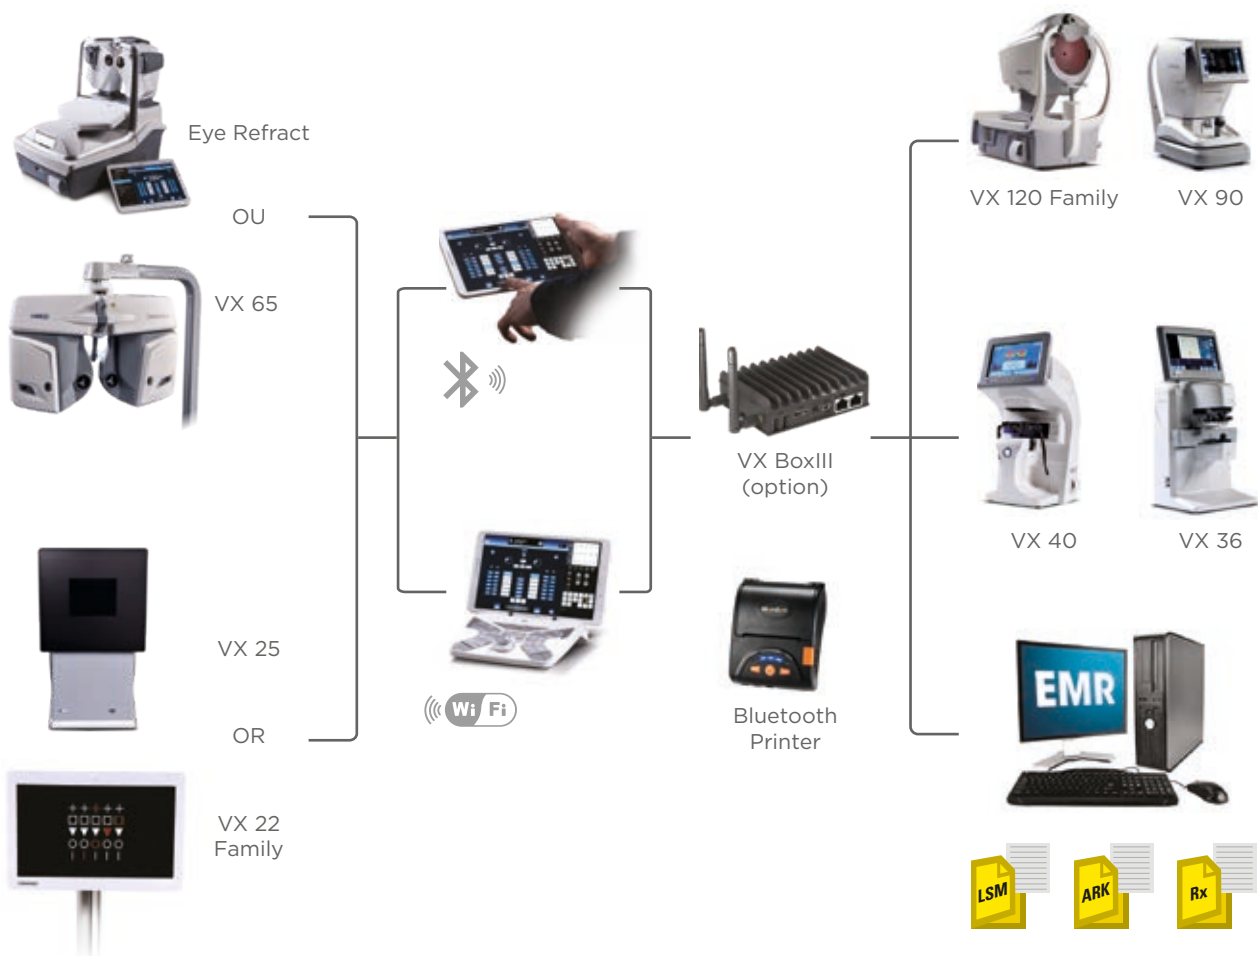 Eye Refract
OU
VX 65
VX 25
OR
VX 22
Family
Wi Fi
VX BoxIII
(option)
Bluetooth
Printer
VX 120 Family
VX 90
VX 40
VX 36
EMR
LSM
ARK
Rx